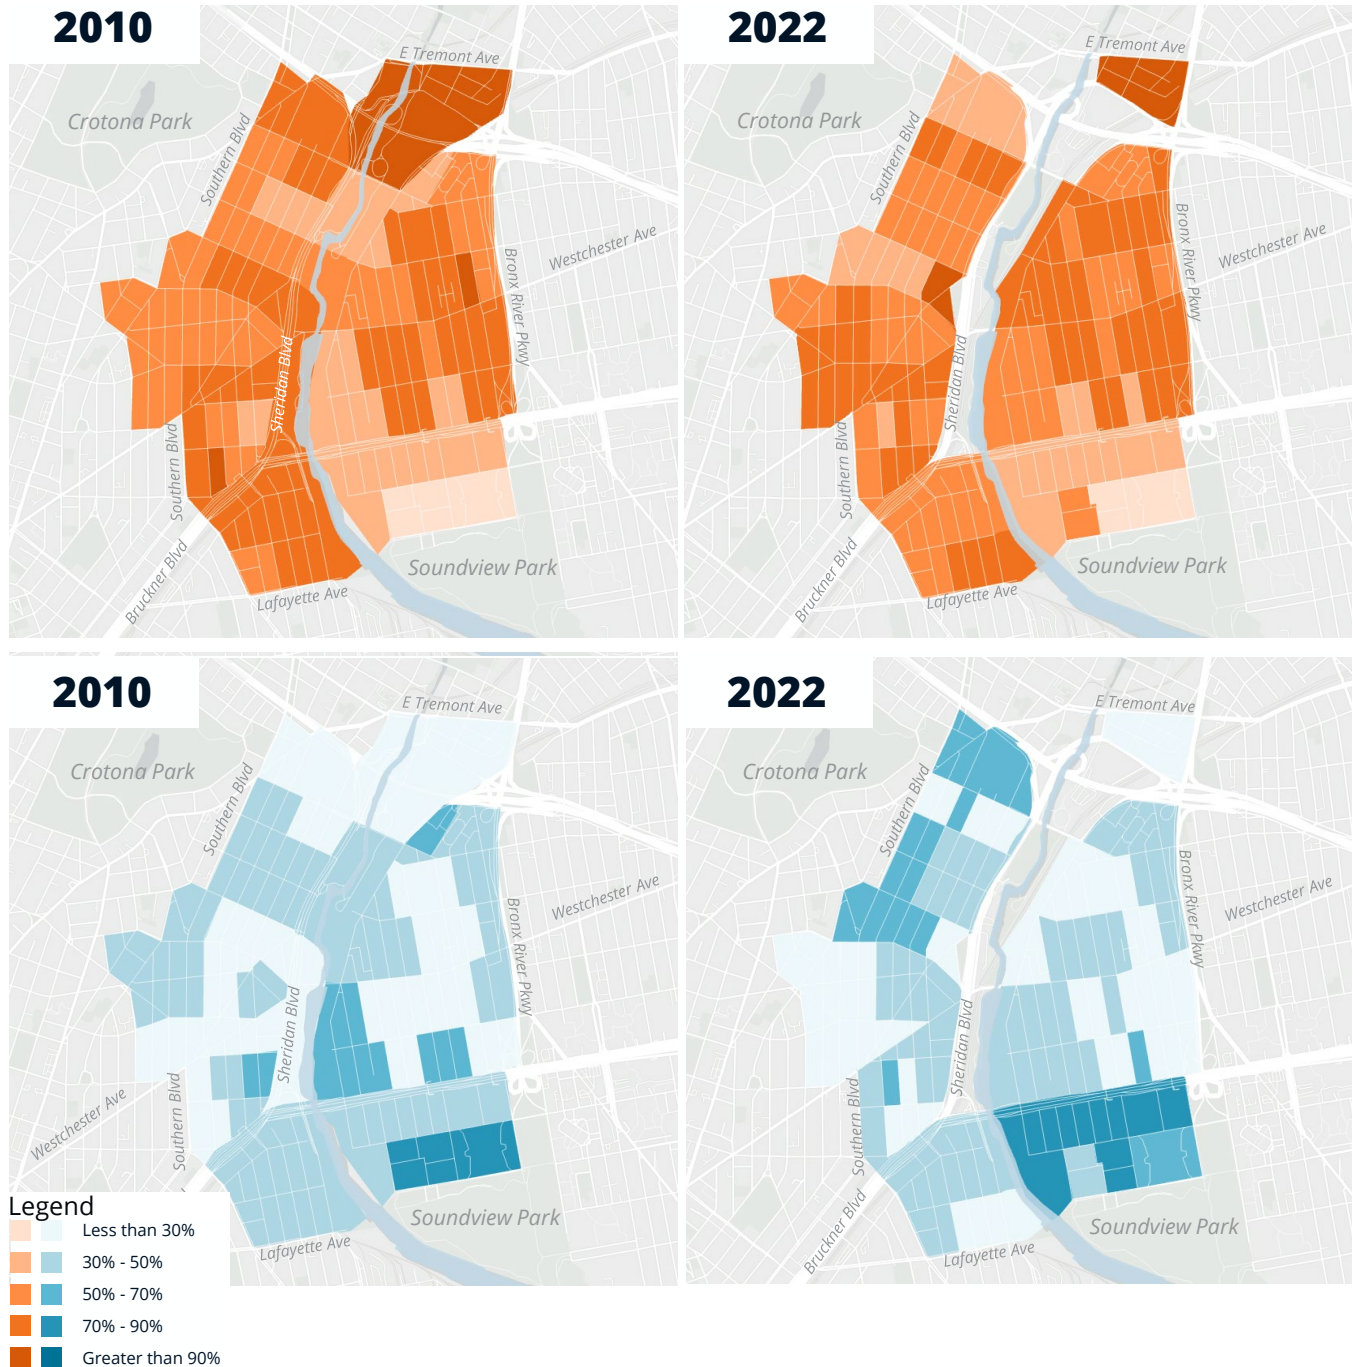 2010
E Tremont Ave
Crotona Park
Southern Blvd
Westchester Ave
Bronx River Pkwy
Sheridan Blvd
Southern Blvd
Soundview Park
Bruckner Blvd
Lafayette Ave
2022
E Tremont Ave
Crotona Park
Southern Blvd
Westchester Ave
Bronx River Pkwy
Sheridan Blvd
Southern Blvd
Soundview Park
Bruckner Blvd
Lafayette Ave
2010
E Tremont Ave
Crotona Park
Southern Blvd
Westchester Ave
Bronx River Pkwy
Sheridan Blvd
Westchester Ave
Southern Blvd
Soundview Park
Lafayette Ave
2022
E Tremont Ave
Crotona Park
Southern Blvd
Westchester Ave
Bronx River Pkwy
Sheridan Blvd
Southern Blvd
Soundview Park
Bruckner Blvd
Lafayette Ave
Legend
Less than 30%
30% - 50%
50% - 70%
70% - 90%
Greater than 90%